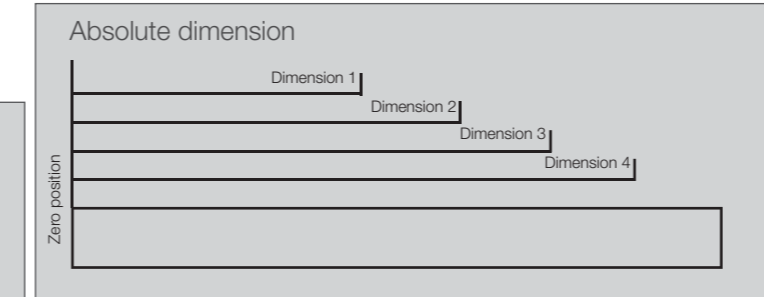 Absolute dimension
Dimension 1
Dimension 2
Dimension 3
Dimension 4
Zero position